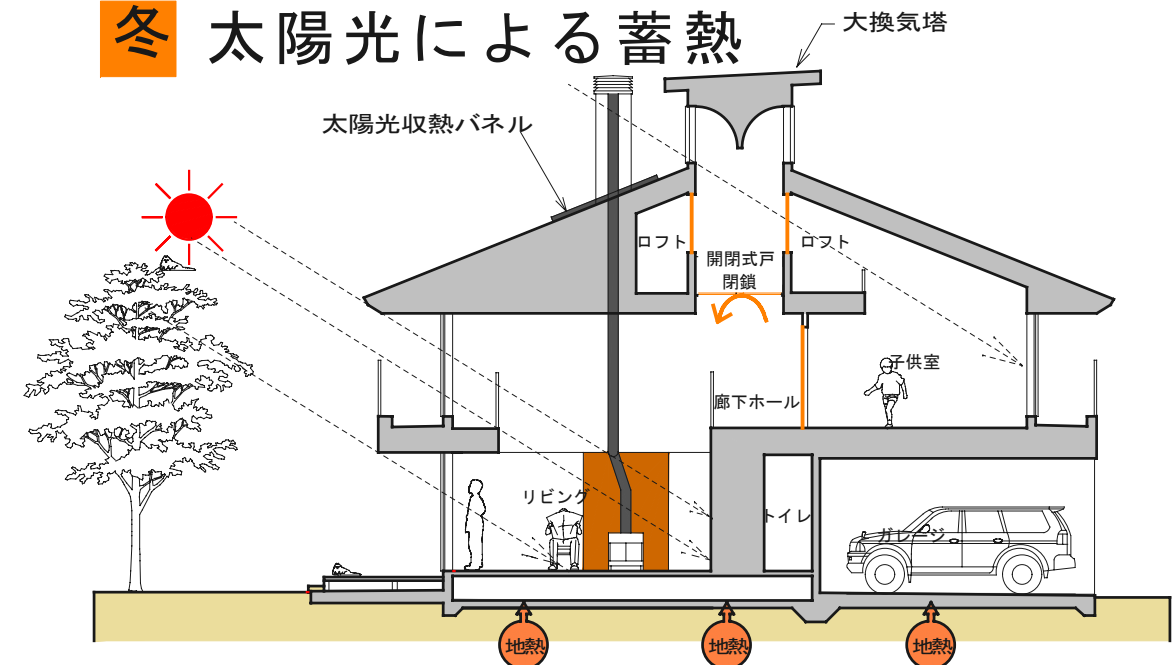 冬 太陽光による蓄熱
大換気塔
太陽光収熱パネル
ロフト
ロフト
開閉式戸
閉鎖
子供室
廊下ホール
リビング
トイレ
ガレージ
地熱
地熱
地熱